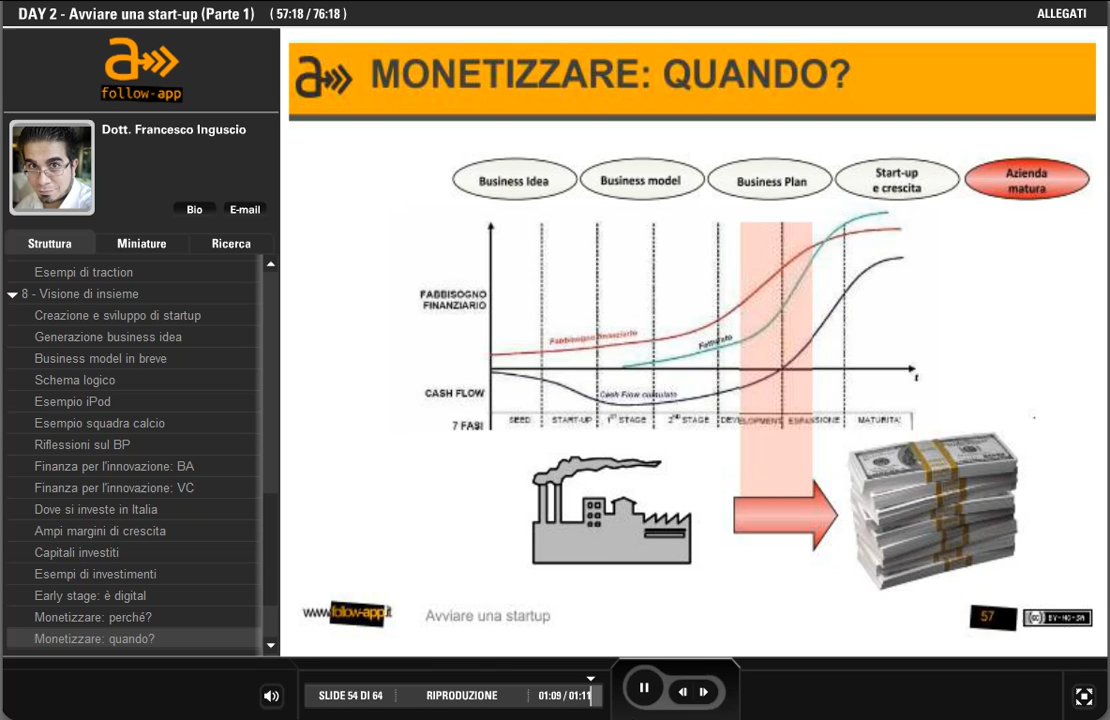 DAY 2 - Avviare una start-up (Parte 1) ( 57:18 / 76:18 )
ALLEGATI
a
follow-app
Dott. Francesco Inguscio
Bio E-mail
Struttura Miniature Ricerca
Esempi di traction
8 - Visione di insieme
Creazione e sviluppo di startup
Generazione business idea
Business model in breve
Schema logico
Esempio iPod
Esempio squadra calcio
Riflessioni sul BP
Finanza per l'innovazione: BA
Finanza per l'innovazione: VC
Dove si investe in Italia
Ampi margini di crescita
Capitali investiti
Esempi di investimenti
Early stage: è digital
Monetizzare: perché?
Monetizzare: quando?
a MONETIZZARE: QUANDO?
Business Idea
Business model
Business Plan
Start-up
e crescita
Azienda
matura
FABBISOGNO
FINANZIARIO
Fabbisogno finanziario
Fatturato
t
CASH FLOW
Cash Flow cumulato
7 FASI
SEED START-UP 1ST STAGE 2ND STAGE DEVELOPMENT ESPANSIONE MATURITA'
www.follow-app.it
Avviare una startup
57
(cc) BY-NC-SA
SLIDE 54 DI 64 RIPRODUZIONE 01:09 / 01:11